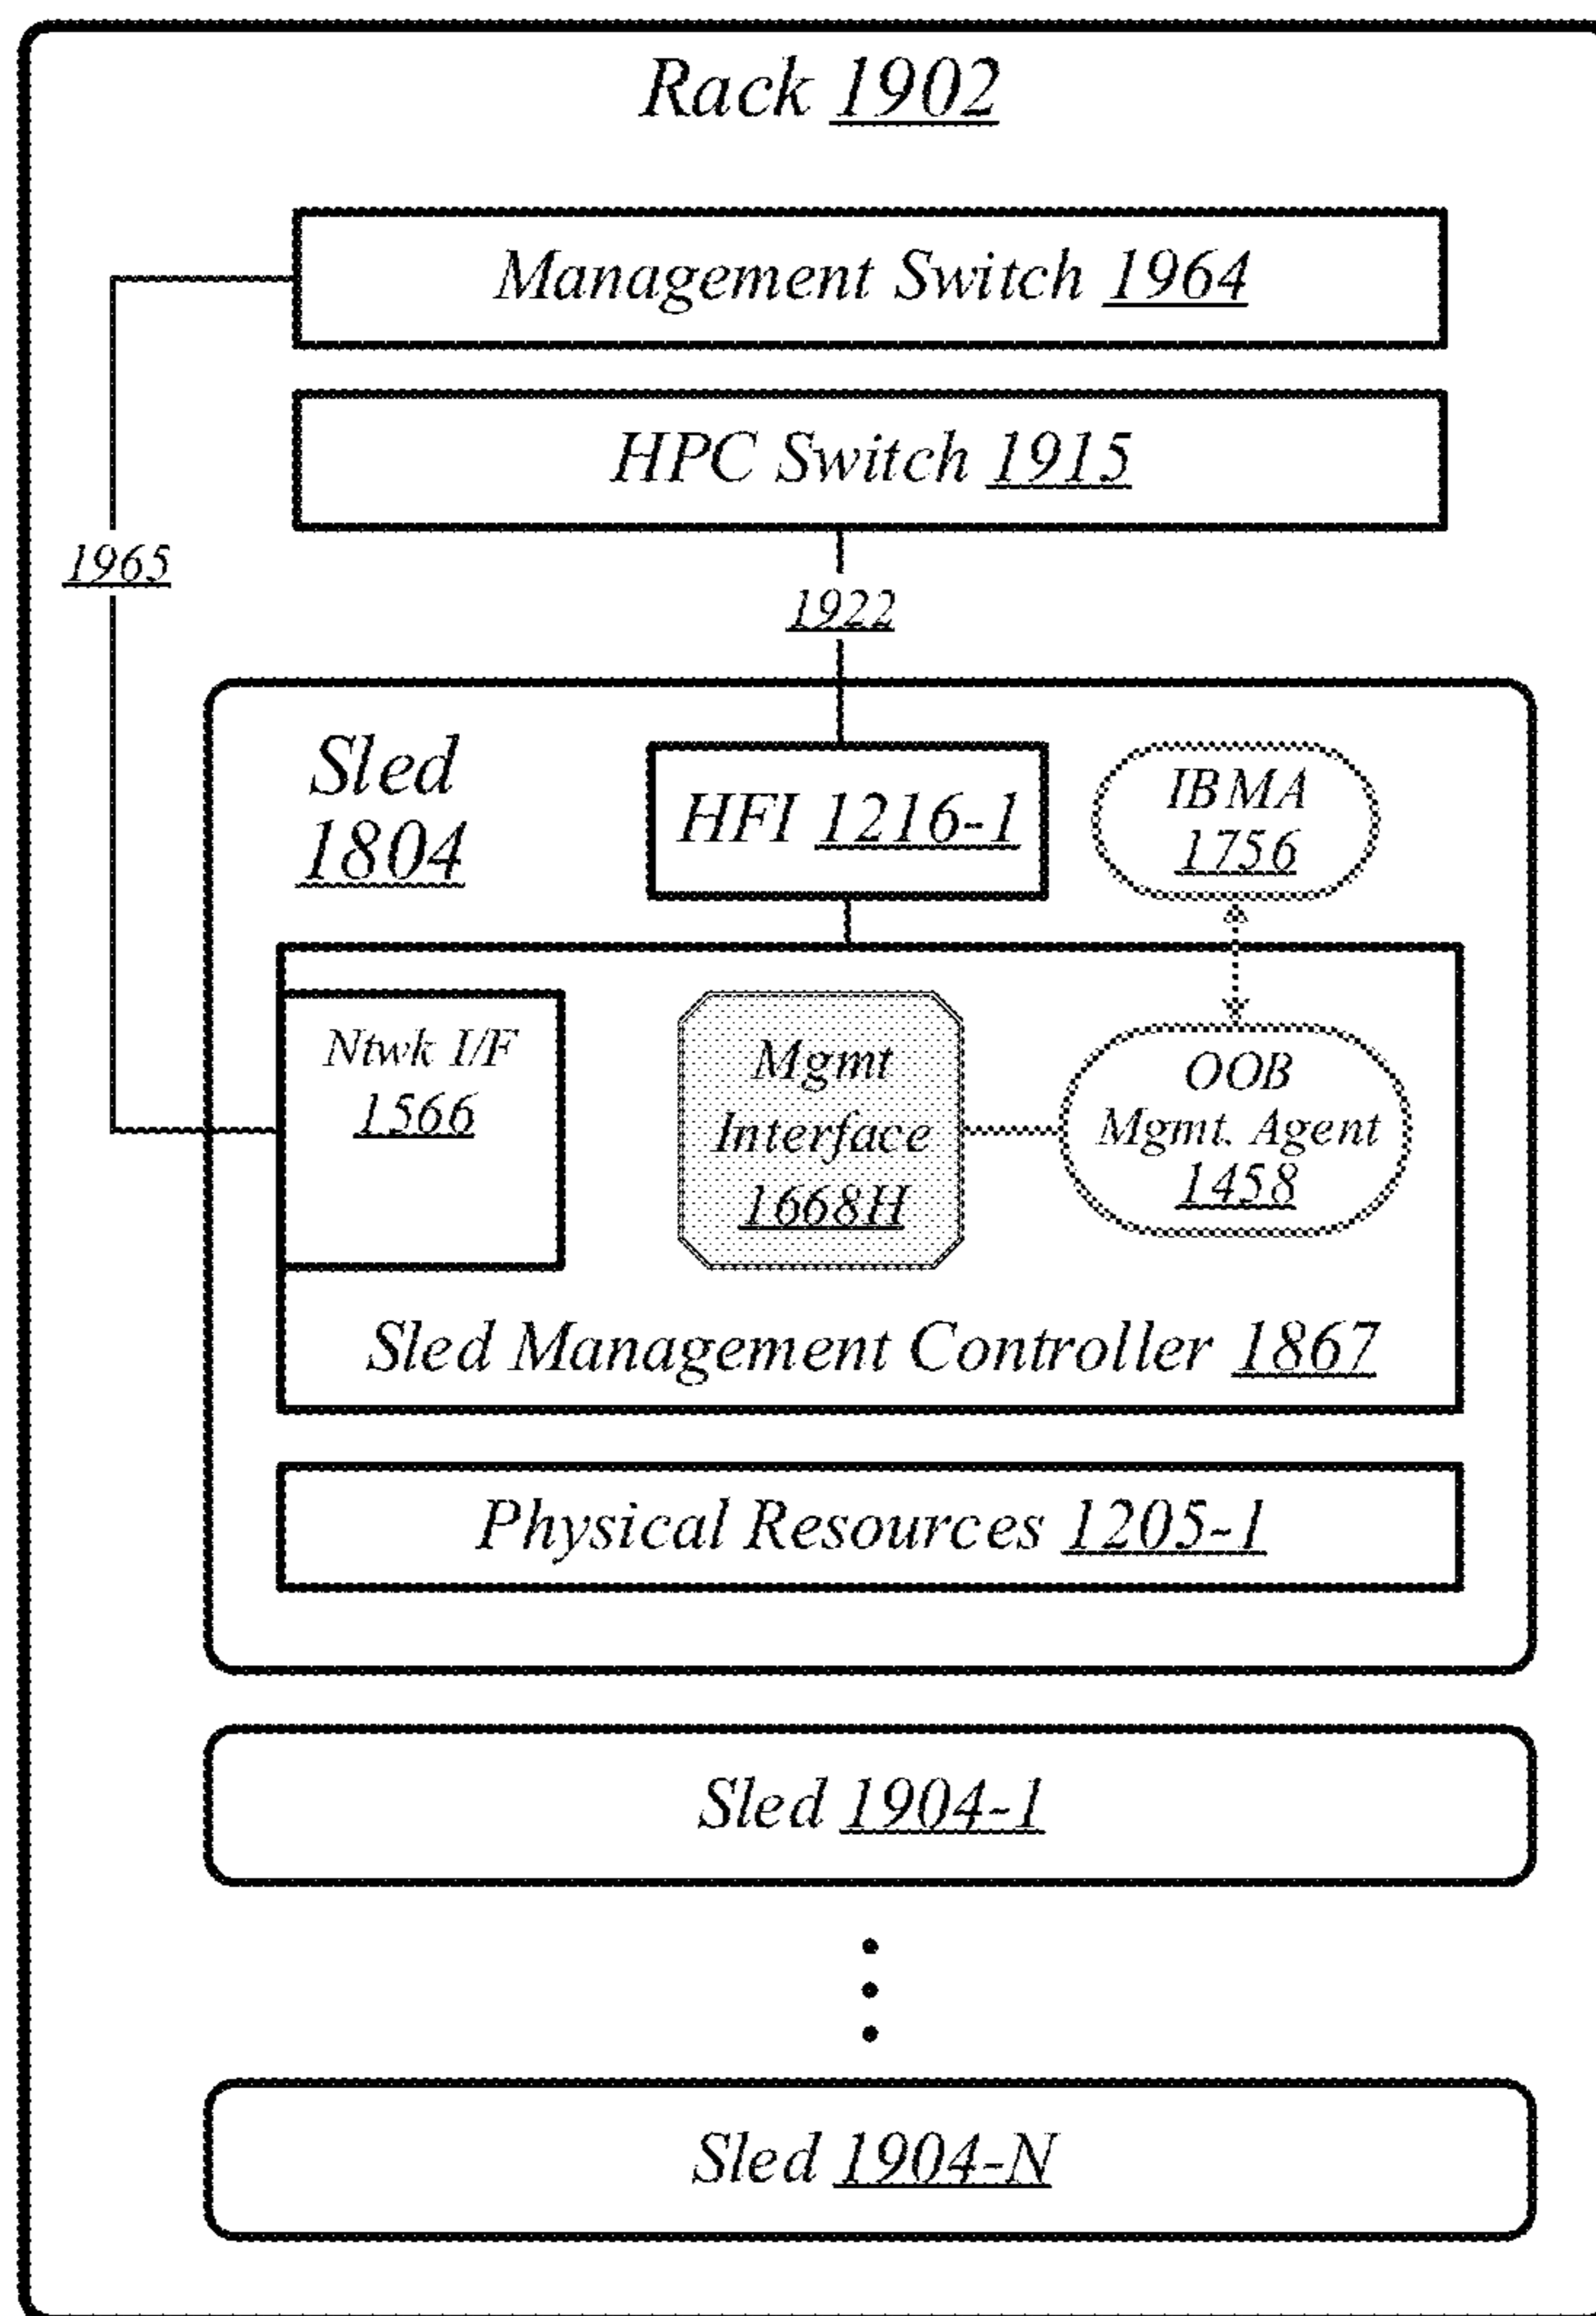 Rack 1902
Management Switch 1964
HPC Switch 1915
1965
1922
Sled
1804
HFI 1216-1
IBMA
1756
Ntwk I/F
1566
Mgmt
Interface
1668H
OOB
Mgmt. Agent
1458
Sled Management Controller 1867
Physical Resources 1205-1
Sled 1904-1
Sled 1904-N